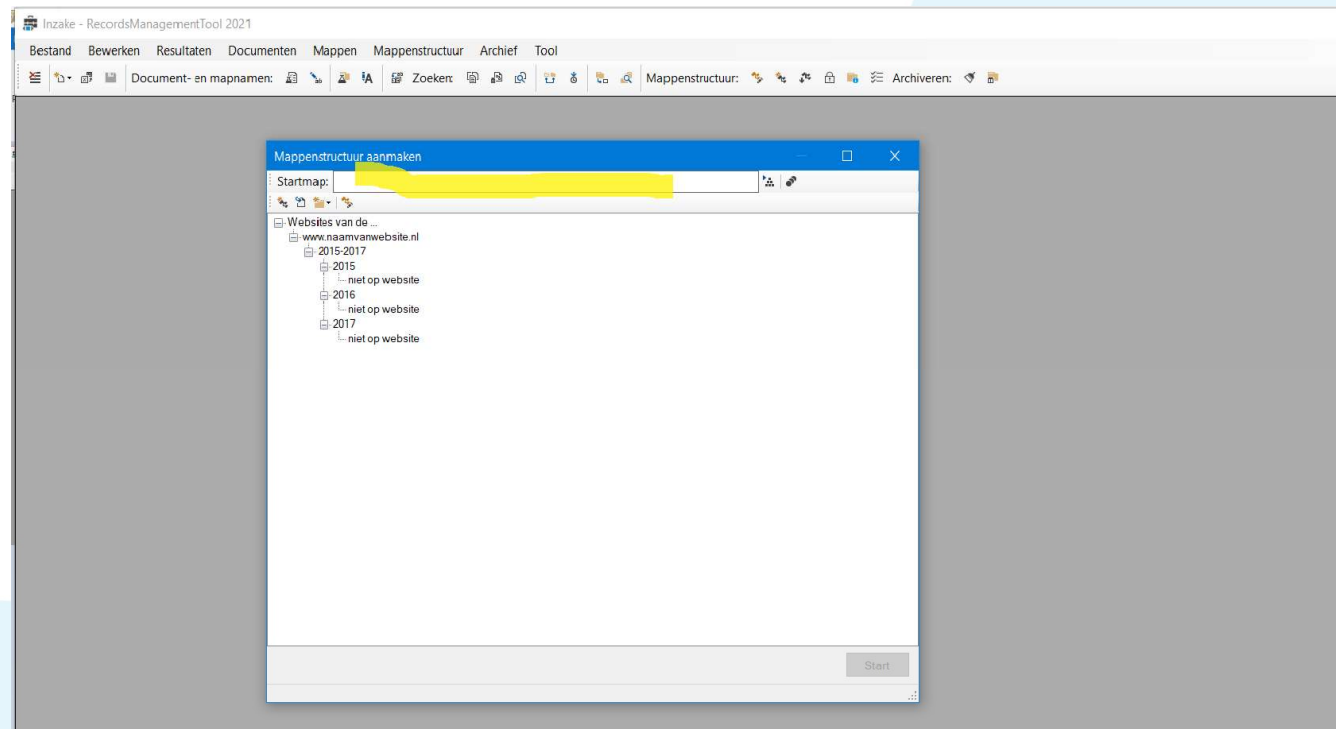 Inzake - RecordsManagementTool 2021
Bestand Bewerken Resultaten Documenten Mappen Mappenstructuur Archief Tool
Document- en mapnamen: Zoeken: Mappenstructuur: Archiveren:
Mappenstructuur aanmaken
Startmap:
Websites van de ...
www.naamvanwebsite.nl
2015-2017
2015
niet op website
2016
niet op website
2017
niet op website
Start